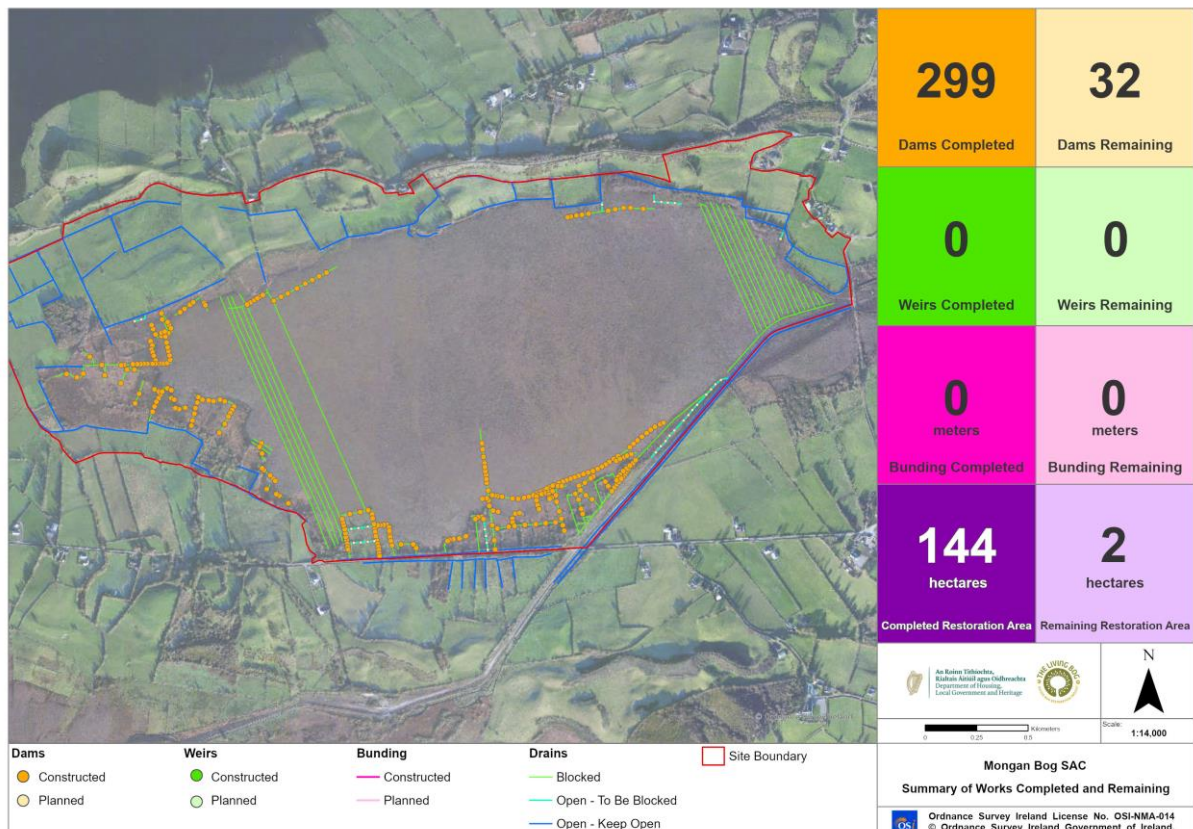 299
Dams Completed
32
Dams Remaining
0
Weirs Completed
0
Weirs Remaining
0
meters
Bunding Completed
0
meters
Bunding Remaining
144
hectares
Completed Restoration Area
2
hectares
Remaining Restoration Area
An Roinn Tithíochta,
Rialtais Áitiúil agus Oidhreachta
Department of Housing,
Local Government and Heritage
THE LIVING BOG
N
Kilometers
0 0.25 0.5
Scale:
1:14,000
Dams
Constructed
Planned
Weirs
Constructed
Planned
Bunding
Constructed
Planned
Drains
Blocked
Open - To Be Blocked
Open - Keep Open
Site Boundary
Mongan Bog SAC
Summary of Works Completed and Remaining
OSi
Ordnance Survey Ireland License No. OSI-NMA-014
© Ordnance Survey Ireland Government of Ireland.